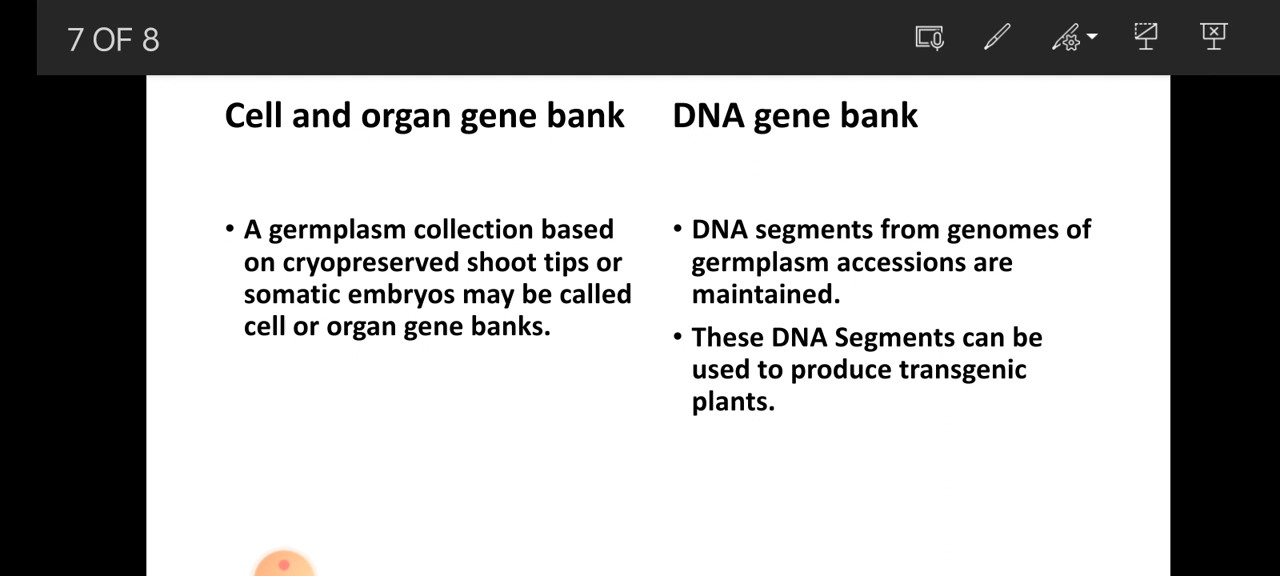 7 OF 8
Cell and organ gene bank
• A germplasm collection based
on cryopreserved shoot tips or
somatic embryos may be called
cell or organ gene banks.
DNA gene bank
• DNA segments from genomes of
germplasm accessions are
maintained.
• These DNA Segments can be
used to produce transgenic
plants.